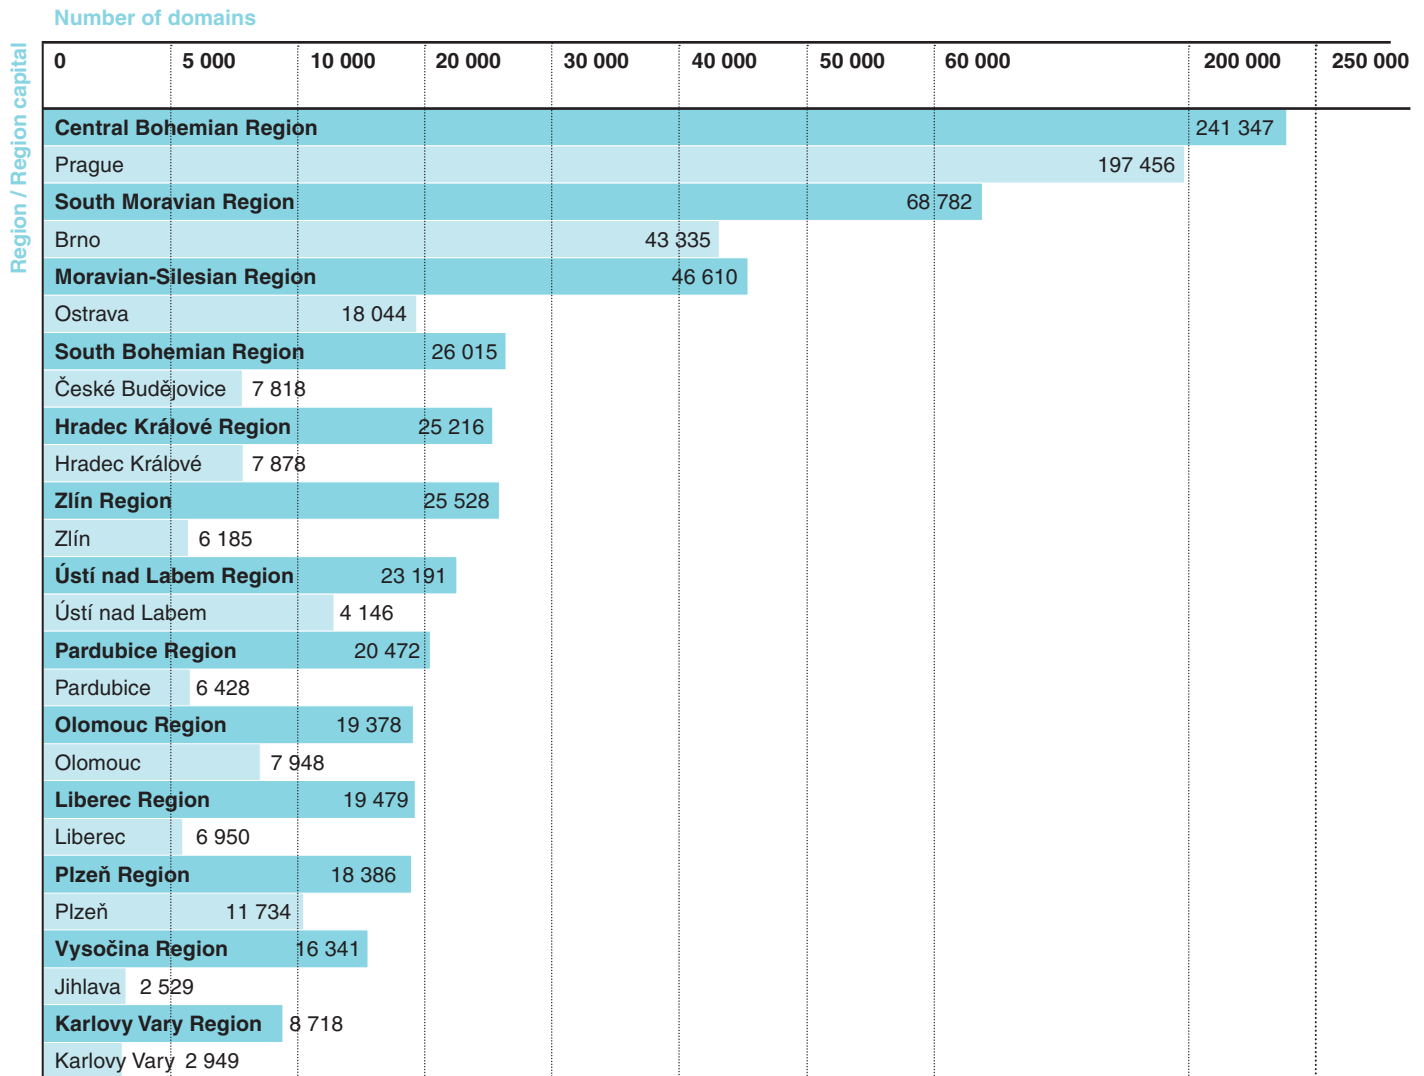 Number of domains
Region / Region capital
0 5 000 10 000 20 000 30 000 40 000 50 000 60 000 200 000 250 000
Central Bohemian Region 241 347
Prague 197 456
South Moravian Region 68 782
Brno 43 335
Moravian-Silesian Region 46 610
Ostrava 18 044
South Bohemian Region 26 015
České Budějovice 7 818
Hradec Králové Region 25 216
Hradec Králové 7 878
Zlín Region 25 528
Zlín 6 185
Ústí nad Labem Region 23 191
Ústí nad Labem 4 146
Pardubice Region 20 472
Pardubice 6 428
Olomouc Region 19 378
Olomouc 7 948
Liberec Region 19 479
Liberec 6 950
Plzeň Region 18 386
Plzeň 11 734
Vysočina Region 16 341
Jihlava 2 529
Karlovy Vary Region 8 718
Karlovy Vary 2 949